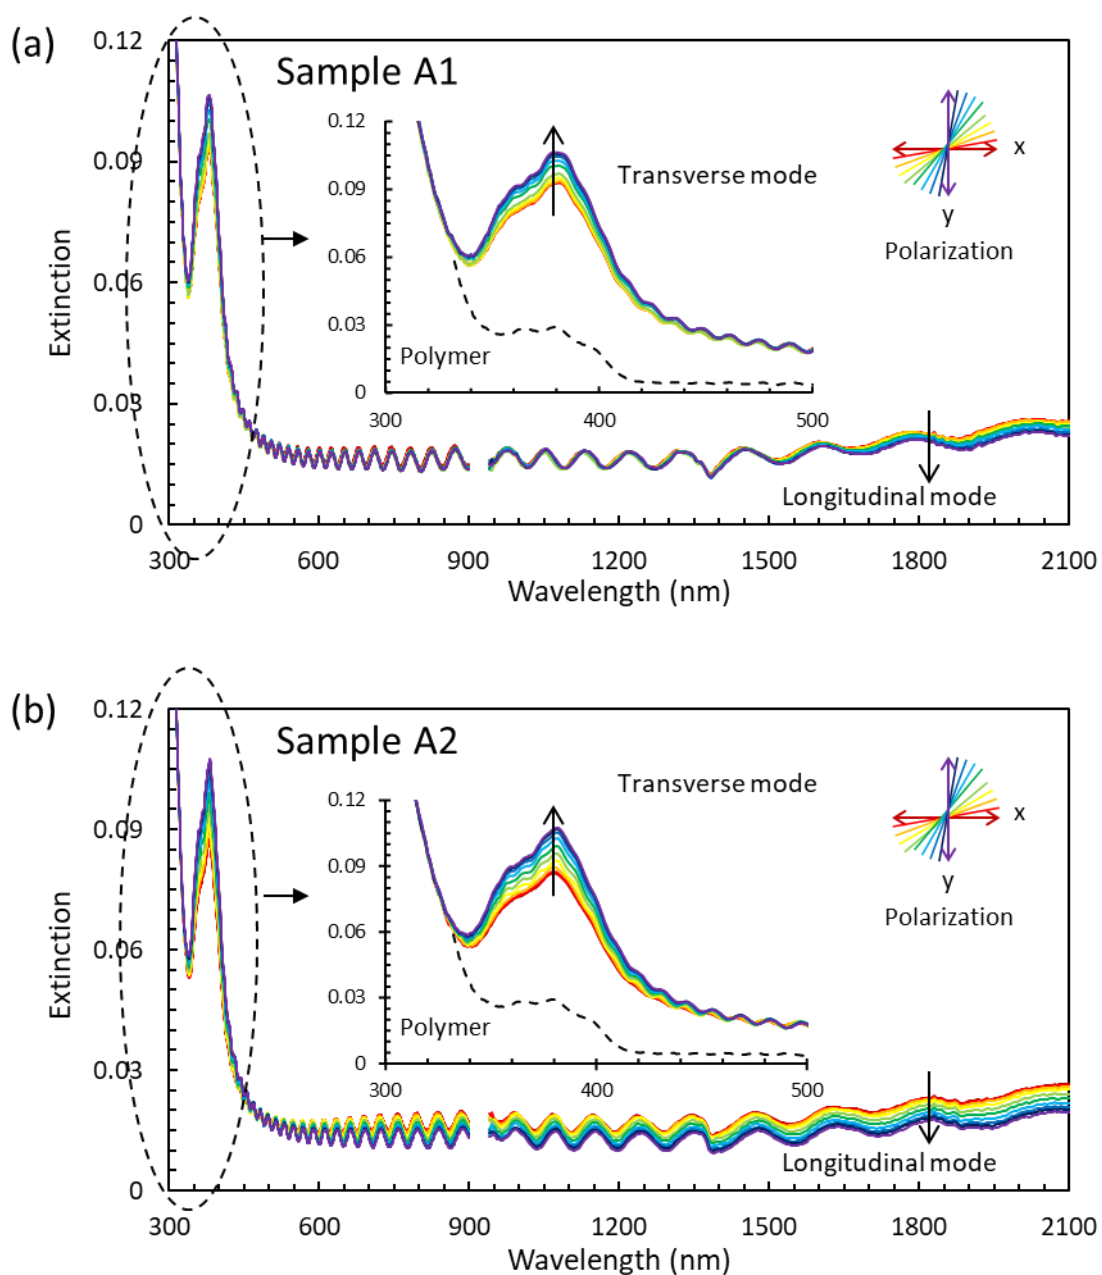 (a)
Sample A1
0.12
0.09
0.06
0.03
0
Extinction
0.12
0.09
0.06
0.03
0
Transverse mode
Polymer
300 400 500
x
y
Polarization
Longitudinal mode
300 600 900 1200 1500 1800 2100
Wavelength (nm)
(b)
Sample A2
0.12
0.09
0.06
0.03
0
Extinction
Transverse mode
0.12
0.09
0.06
0.03
0
Polymer
300 400 500
x
y
Polarization
Longitudinal mode
300 600 900 1200 1500 1800 2100
Wavelength (nm)